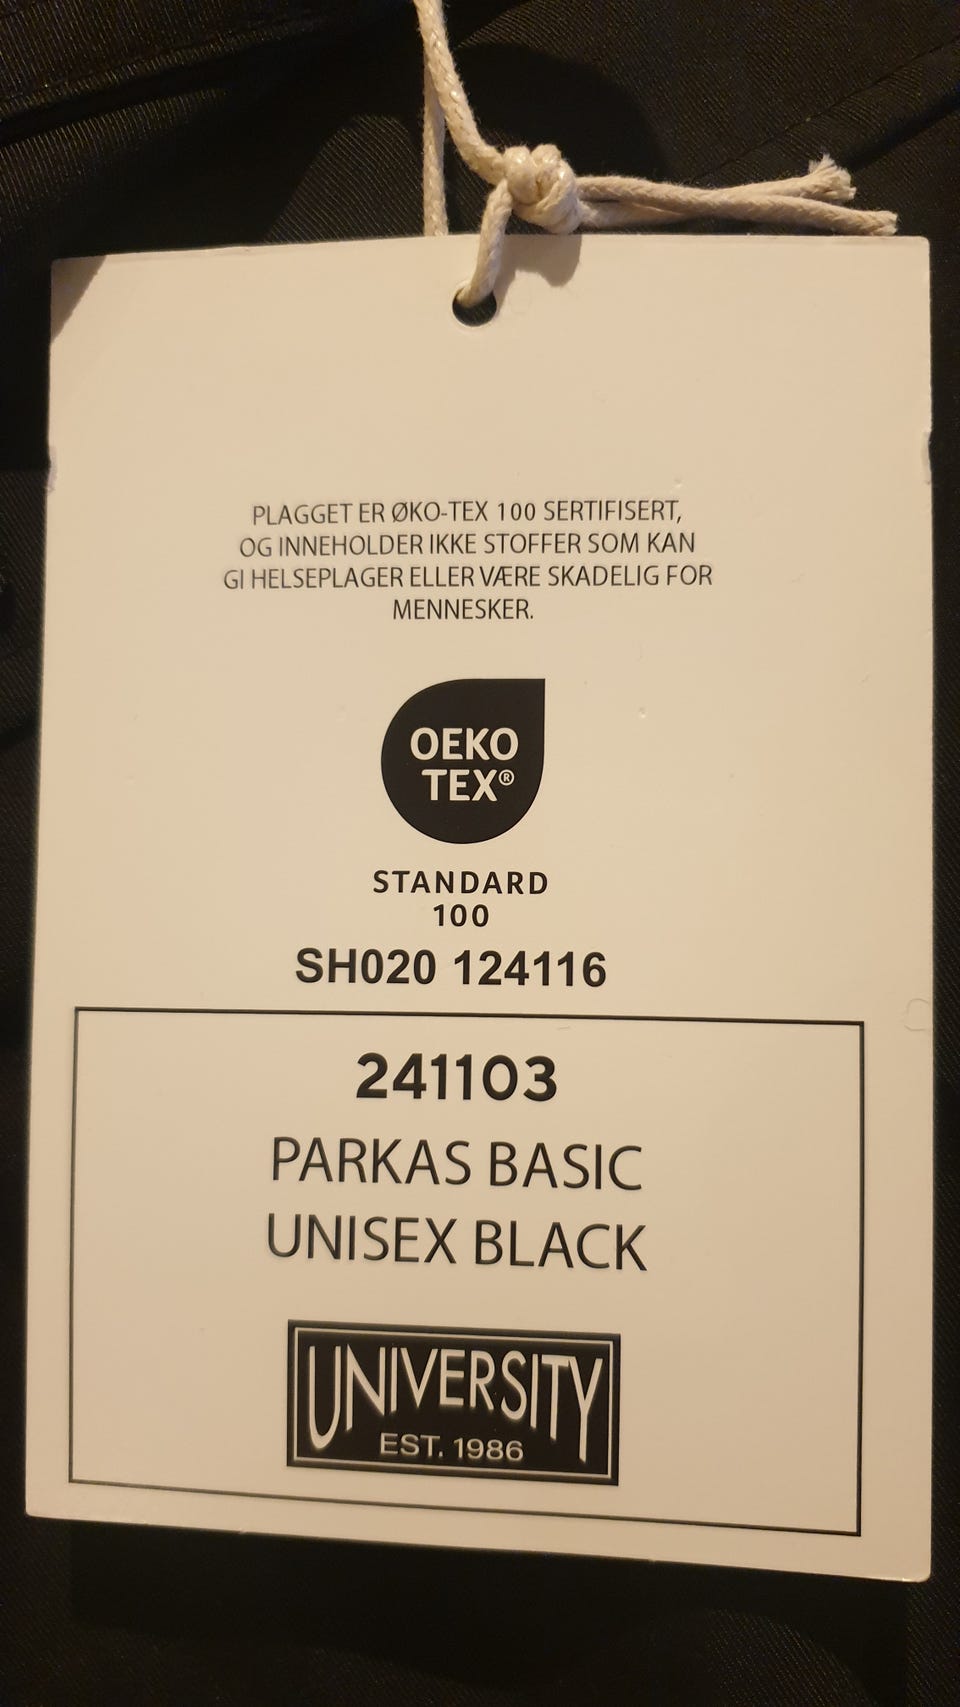 PLAGGET ER ØKO-TEX 100 SERTIFISERT,
OG INNEHOLDER IKKE STOFFER SOM KAN
GI HELSEPLAGER ELLER VÆRE SKADELIG FOR
MENNESKER.
OEKO
TEX®
STANDARD
100
SH020 124116
241103
PARKAS BASIC
UNISEX BLACK
UNIVERSITY
EST. 1986